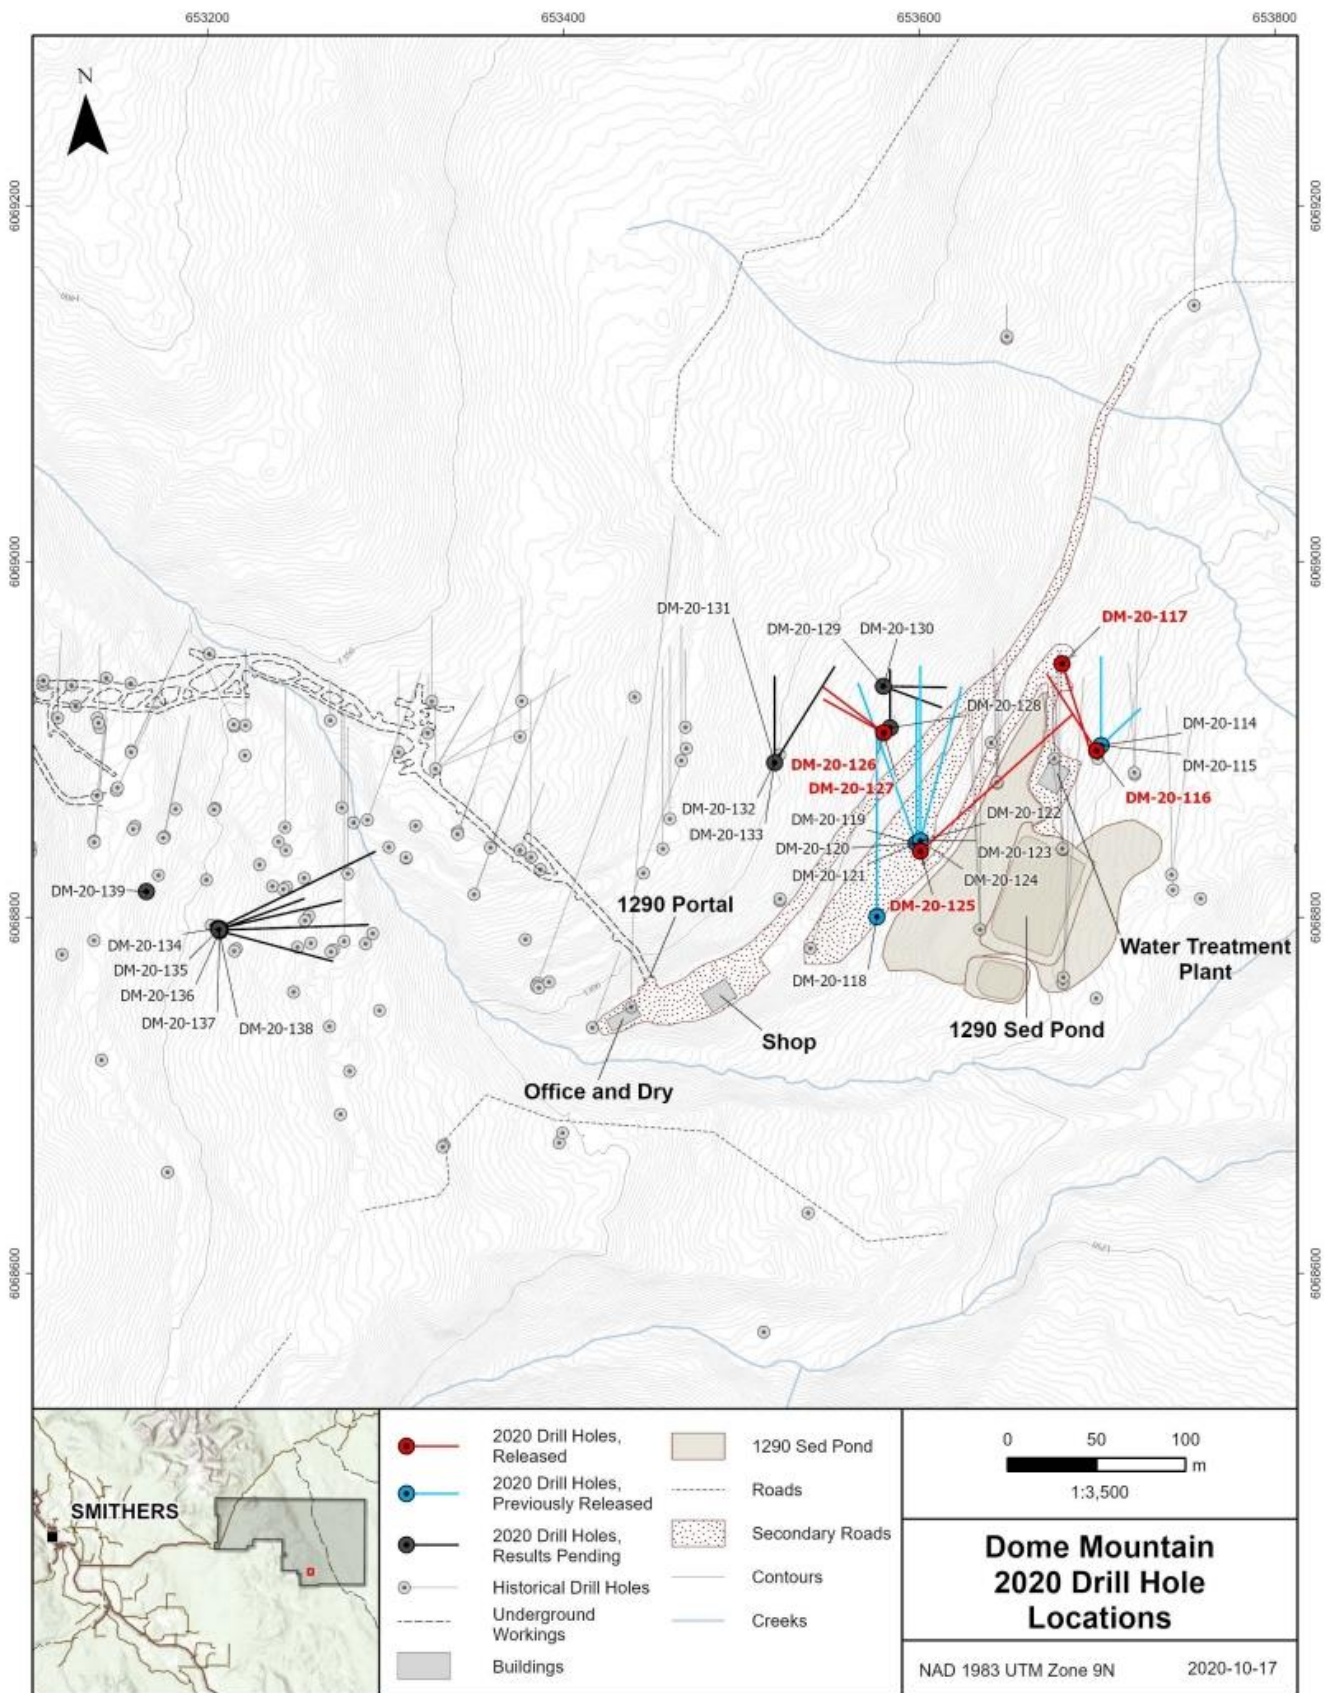 653200
653400
653600
653800
N
6069200
6069200
6069000
6069000
6068800
6068800
6068600
6068600
DM-20-131
DM-20-129
DM-20-130
DM-20-117
DM-20-128
DM-20-114
DM-20-115
DM-20-126
DM-20-127
DM-20-116
DM-20-132
DM-20-133
DM-20-119
DM-20-122
DM-20-120
DM-20-123
DM-20-121
DM-20-124
DM-20-125
DM-20-139
DM-20-134
DM-20-135
DM-20-136
DM-20-137
DM-20-138
1290 Portal
DM-20-118
Water Treatment
Plant
1290 Sed Pond
Shop
Office and Dry
1300
1250
SMITHERS
2020 Drill Holes,
Released
2020 Drill Holes,
Previously Released
2020 Drill Holes,
Results Pending
Historical Drill Holes
Underground
Workings
Buildings
1290 Sed Pond
Roads
Secondary Roads
Contours
Creeks
0 50 100
m
1:3,500
Dome Mountain
2020 Drill Hole
Locations
NAD 1983 UTM Zone 9N 2020-10-17